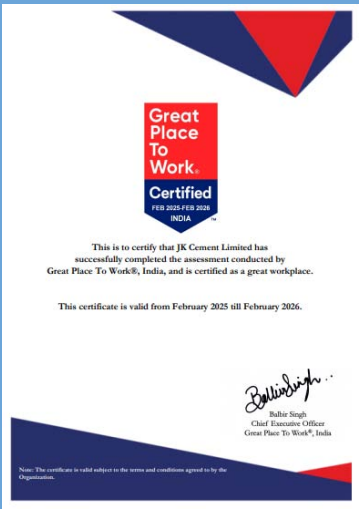 Great
Place
To
Work®
Certified
FEB 2025-FEB 2026
INDIA
™
This is to certify that JK Cement Limited has
successfully completed the assessment conducted by
Great Place To Work®, India, and is certified as a great workplace.
This certificate is valid from February 2025 till February 2026.
Balbir Singh
Balbir Singh
Chief Executive Officer
Great Place To Work®, India
Note: The certificate is valid subject to the terms and conditions agreed to by the
Organization.